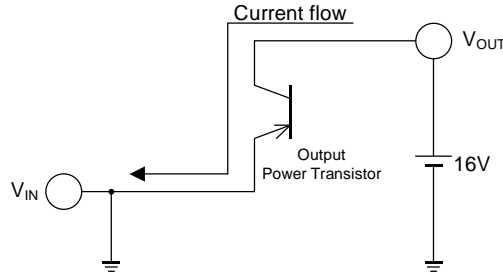 Current flow
VOUT
Output
Power Transistor
16V
VIN